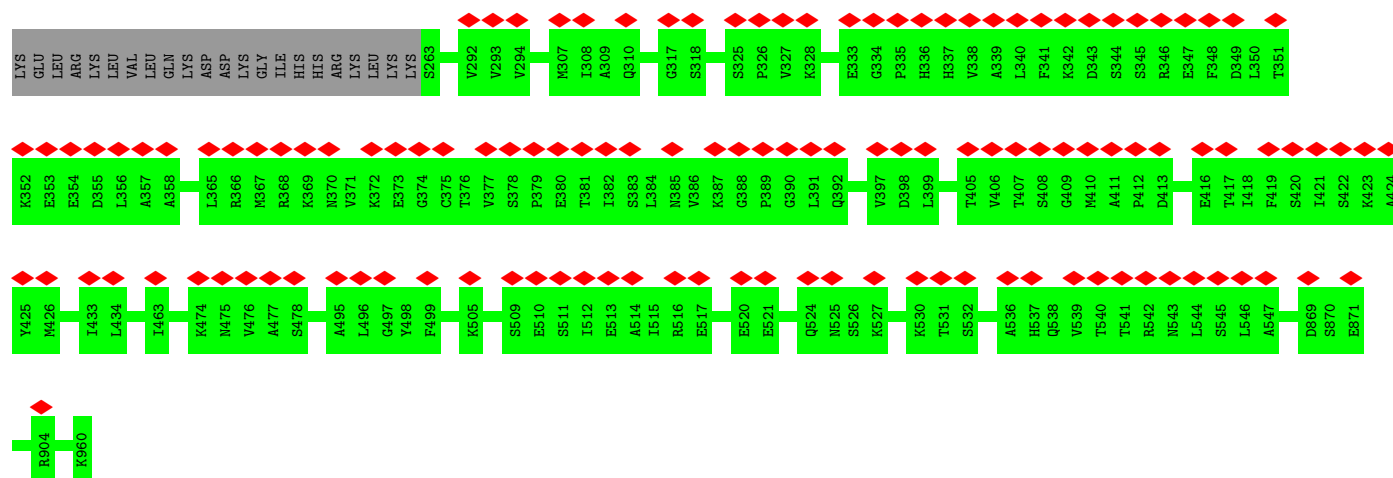 LYS GLU LEU ARG LYS LEU VAL LEU GLN LYS ASP ASP LYS GLY ILE HIS HIS ARG LYS LEU LYS LYS S263 V292 V293 V294 M307 I308 A309 Q310 G317 S318 S325 P326 V327 K328 E333 G334 P335 H336 H337 V338 A339 L340 F341 K342 D343 S344 S345 R346 E347 F348 D349 L350 T351
K352 E353 E354 D355 L356 A357 A358 L365 R366 M367 R368 K369 N370 V371 K372 E373 V374 G375 T376 V377 S378 P379 E380 T381 I382 S383 L384 N385 V386 K387 G388 P389 G390 L391 Q392 V397 D398 L399 T405 V406 T407 S408 G409 M410 A411 P412 D413 E416 T417 I418 F419 S420 I421 S422 K423 A424
Y425 M426 I433 L434 I463 K474 N475 V476 A477 S478 A495 L496 G497 Y498 F499 K505 S509 E510 S511 I512 E513 A514 I515 R516 E517 E520 E521 Q524 N525 S526 K527 K530 T531 S532 A536 H537 Q538 V539 T540 T541 R542 N543 L544 S545 L546 A547 D869 S870 E871
R904 K960